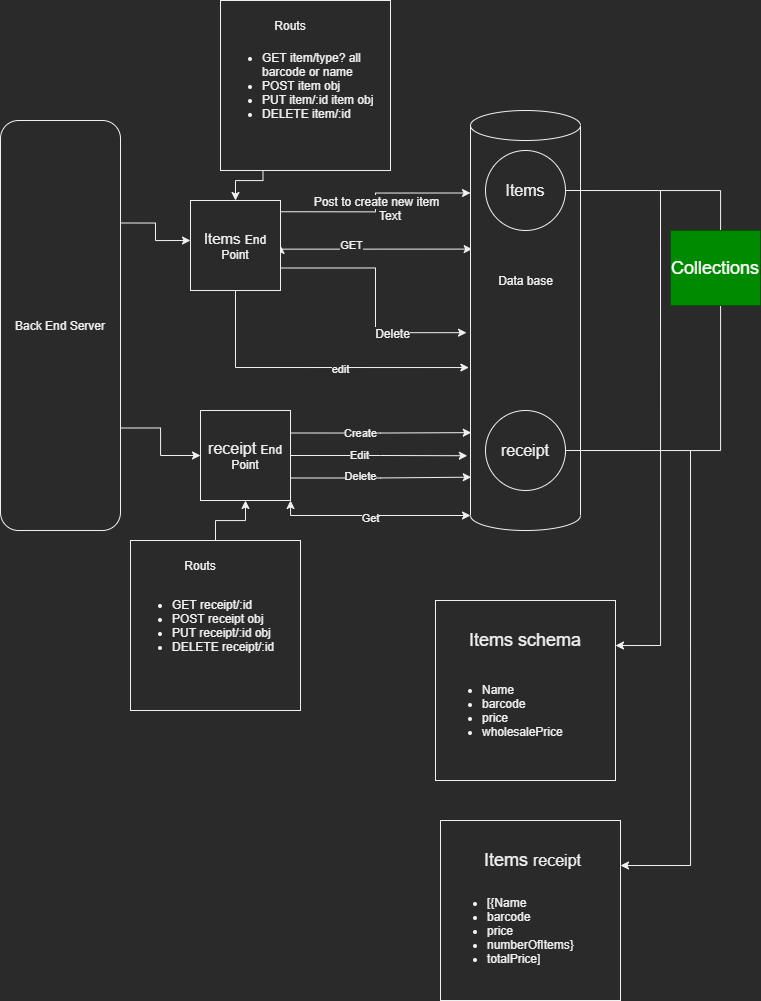 Routs
GET item/type? all
barcode or name
POST item obj
PUT item/:id item obj
DELETE item/:id
Back End Server
Items End
Point
Post to create new item
Text
GET
Delete
edit
Items
Data base
Collections
receipt End
Point
Create
Edit
Delete
Get
receipt
Routs
GET receipt/:id
POST receipt obj
PUT receipt/:id obj
DELETE receipt/:id
Items schema
Name
barcode
price
wholesalePrice
Items receipt
[{Name
barcode
price
numberOfItems}
totalPrice]